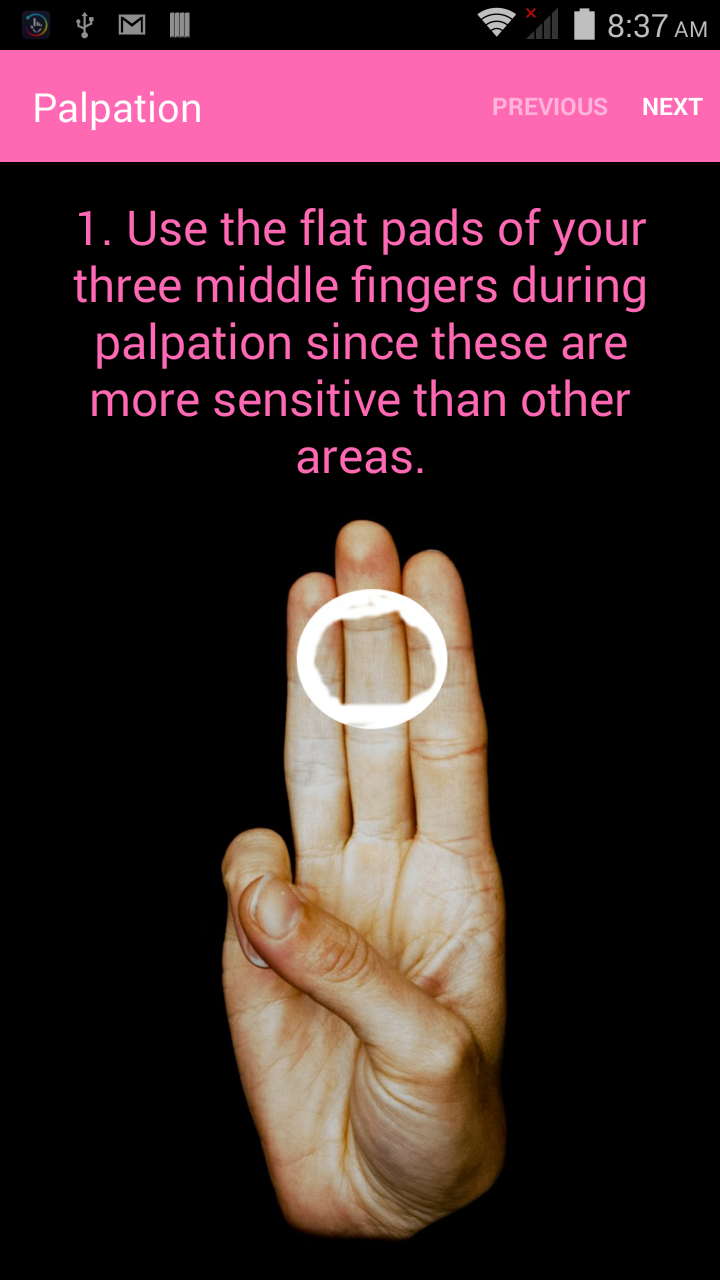 8:37 AM
Palpation
PREVIOUS
NEXT
1. Use the flat pads of your
three middle fingers during
palpation since these are
more sensitive than other
areas.